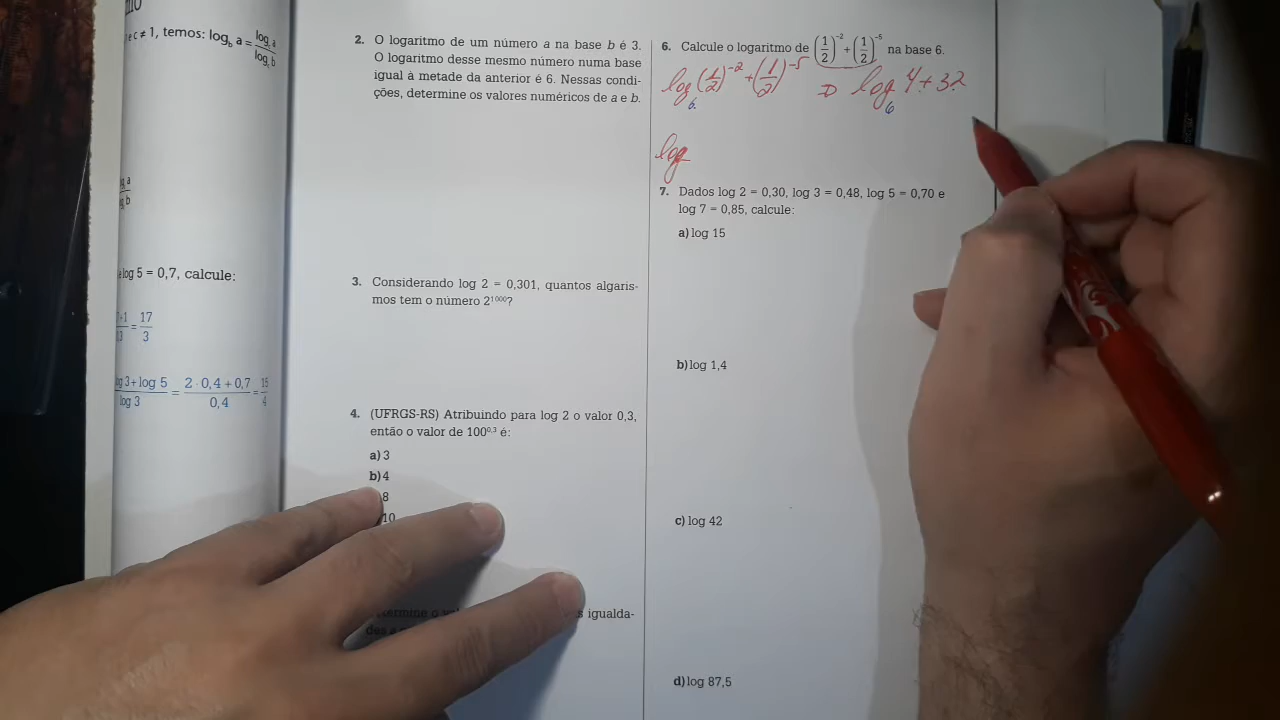 e c ≠ 1, temos: log_b a = log_c a / log_c b
e log 5 = 0,7, calcule:
= 17/3
log 3 + log 5 / log 3 = 2 · 0,4 + 0,7 / 0,4 = 15/4
2. O logaritmo de um número a na base b é 3.
O logaritmo desse mesmo número numa base
igual à metade da anterior é 6. Nessas condi-
ções, determine os valores numéricos de a e b.
3. Considerando log 2 = 0,301, quantos algaris-
mos tem o número 2¹⁰⁰⁰?
4. (UFRGS-RS) Atribuindo para log 2 o valor 0,3,
então o valor de 100⁰,³ é:
a) 3
b) 4
8
10
s igualda-
6. Calcule o logaritmo de (1/2)⁻² + (1/2)⁻⁵ na base 6.
log₆ (1/2)⁻² + (1/2)⁻⁵ ⇒ log₆ 4 + 32
log
7. Dados log 2 = 0,30, log 3 = 0,48, log 5 = 0,70 e
log 7 = 0,85, calcule:
a) log 15
b) log 1,4
c) log 42
d) log 87,5